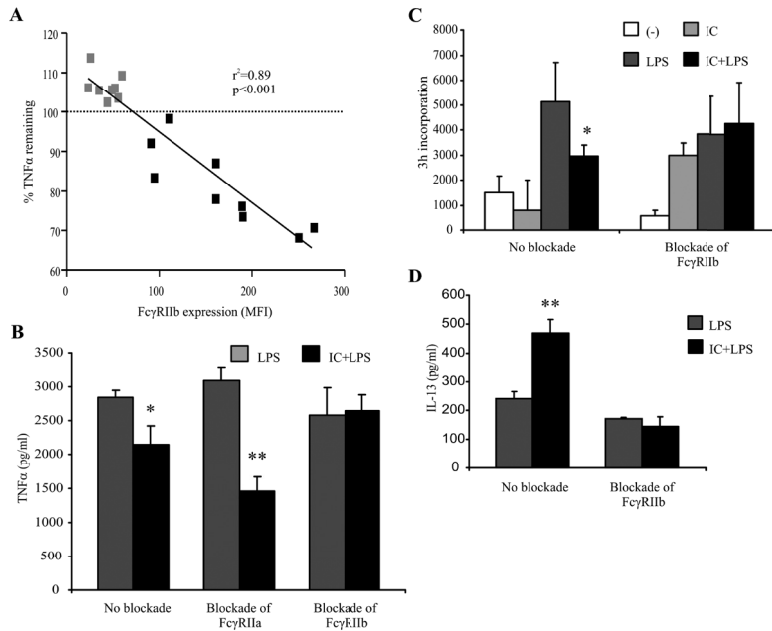 A
120
110
100
90
80
70
60
% TNFα remaining
r²=0.89
p<0.001
0
100
200
300
FcγRIIb expression (MFI)
B
3500
3000
2500
2000
1500
1000
500
0
TNFα (pg/ml)
LPS
IC+LPS
*
**
No blockade
Blockade of
FcγRIIa
Blockade of
FcγRIIb
C
8000
7000
6000
5000
4000
3000
2000
1000
0
3h incorporation
(-)
IC
LPS
IC+LPS
*
No blockade
Blockade of
FcγRIIb
D
600
500
400
300
200
100
0
IL-13 (pg/ml)
LPS
IC+LPS
**
No blockade
Blockade of
FcγRIIb